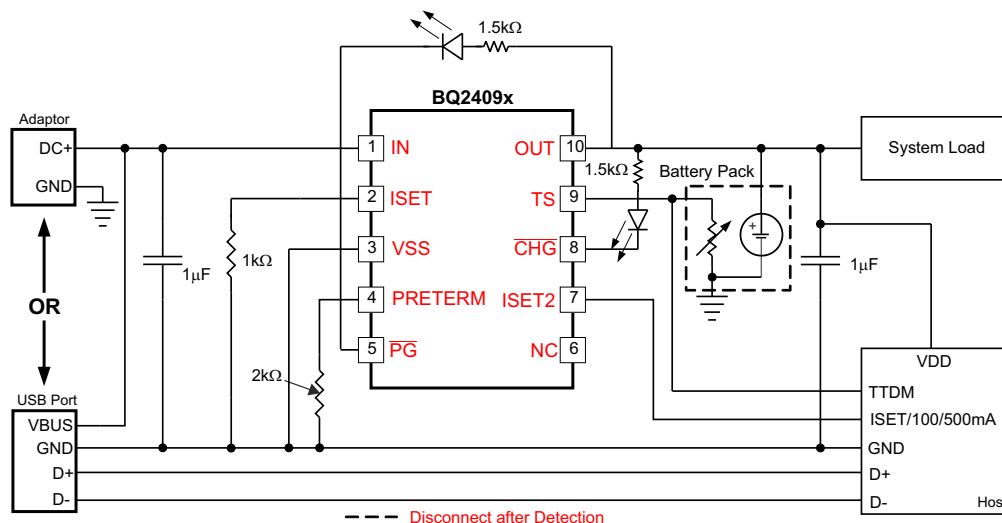 1.5kΩ
BQ2409x
Adaptor
DC+
GND
1 IN
OUT 10
System Load
1.5kΩ
Battery Pack
2 ISET
TS 9
+
3 VSS
CHG 8
1kΩ
1μF
1μF
OR
4 PRETERM
ISET2 7
5 PG
NC 6
2kΩ
VDD
USB Port
TTDM
VBUS
ISET/100/500mA
GND
GND
D+
D+
D-
D-
Disconnect after Detection